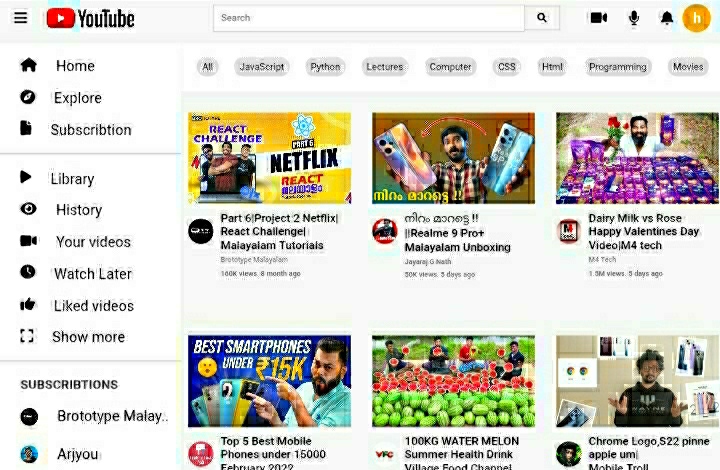 YouTube
Search
h
All
JavaScript
Python
Lectures
Computer
CSS
Html
Programming
Movies
Home
Explore
Subscribtion
Library
History
Your videos
Watch Later
Liked videos
Show more
SUBSCRIBTIONS
Brototype Malay..
Arjyou
REACT
CHALLENGE
PART 6
NETFLIX
REACT
മലയാളം
Part 6|Project 2 Netflix|
React Challenge|
Malayalam Tutorials
Brototype Malayalam
160K views, 8 month ago
നിറം മാറട്ടെ !!
നിറം മാറട്ടെ !!
||Realme 9 Pro+
Malayalam Unboxing
Jayaraj G Nath
50K views, 5 days ago
Dairy Milk vs Rose
Happy Valentines Day
Video|M4 tech
M4 Tech
1.5M views, 5 days ago
BEST SMARTPHONES
UNDER ₹15K
Top 5 Best Mobile
Phones under 15000
February 2022
VFC
100KG WATER MELON
Summer Health Drink
Village Food Channel
WAYNE
Chrome Logo,S22 pinne
apple um|
Mobile Troll